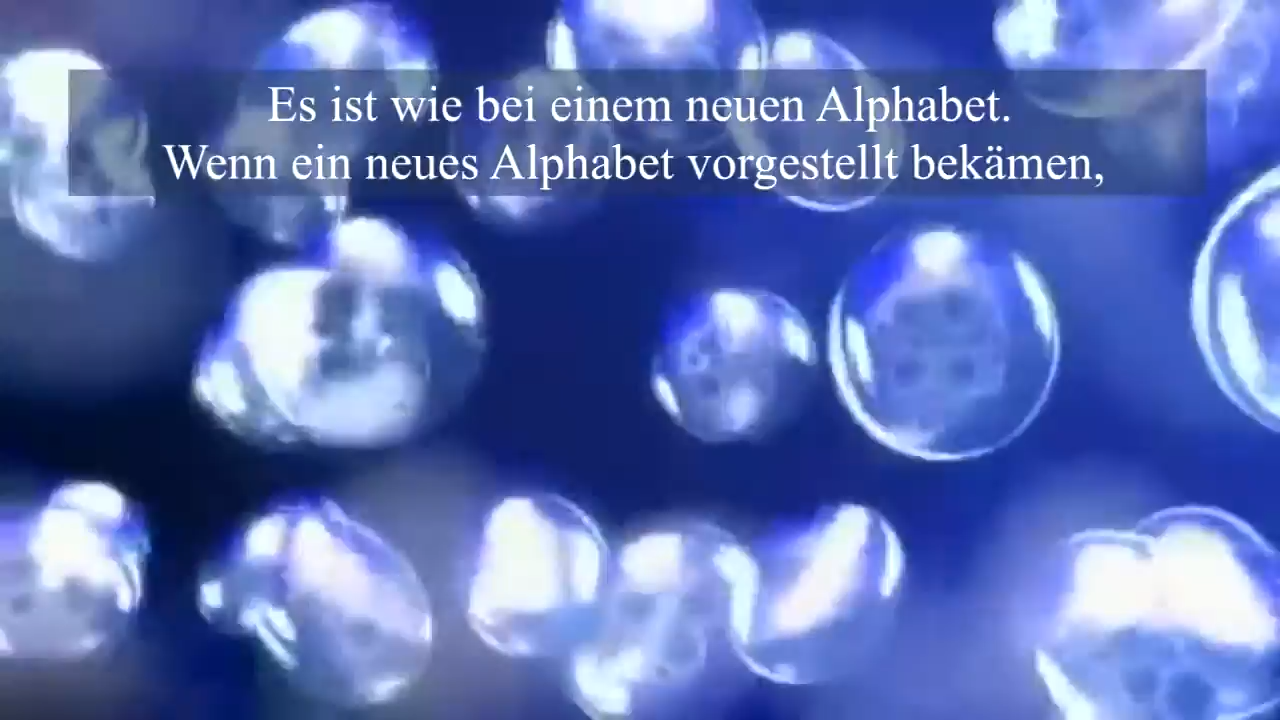 Es ist wie bei einem neuen Alphabet.
Wenn ein neues Alphabet vorgestellt bekämen,